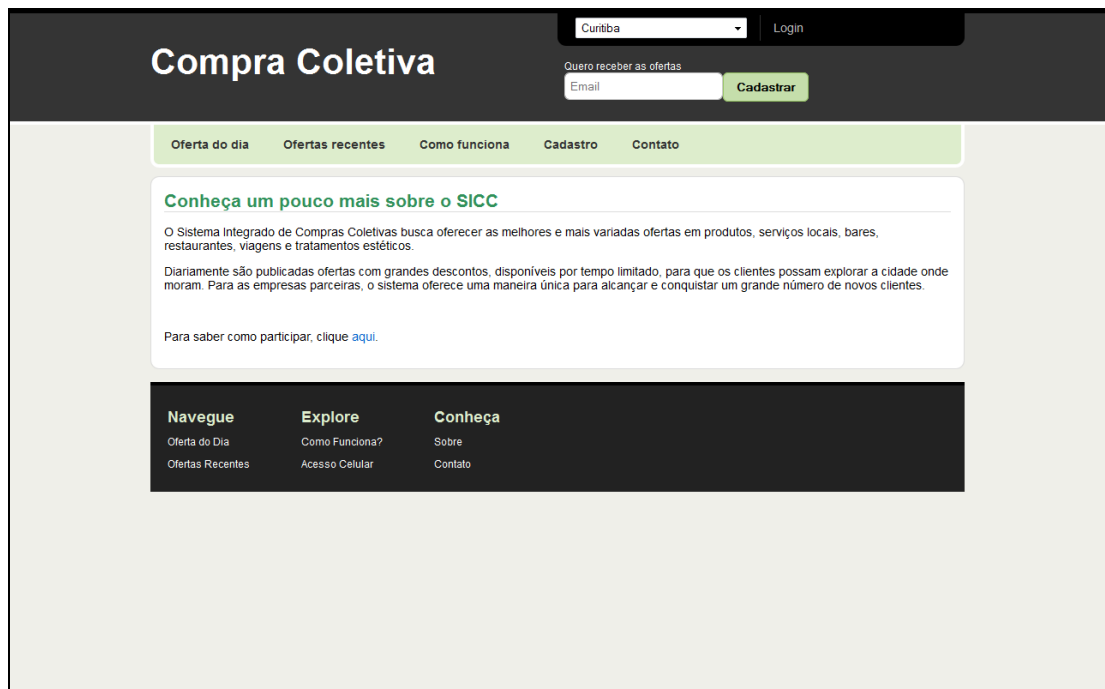 Curitiba
Login
Compra Coletiva
Quero receber as ofertas
Email
Cadastrar
Oferta do dia
Ofertas recentes
Como funciona
Cadastro
Contato
Conheça um pouco mais sobre o SICC
O Sistema Integrado de Compras Coletivas busca oferecer as melhores e mais variadas ofertas em produtos, serviços locais, bares,
restaurantes, viagens e tratamentos estéticos.
Diariamente são publicadas ofertas com grandes descontos, disponíveis por tempo limitado, para que os clientes possam explorar a cidade onde
moram. Para as empresas parceiras, o sistema oferece uma maneira única para alcançar e conquistar um grande número de novos clientes.
Para saber como participar, clique aqui.
Navegue
Oferta do Dia
Ofertas Recentes
Explore
Como Funciona?
Acesso Celular
Conheça
Sobre
Contato